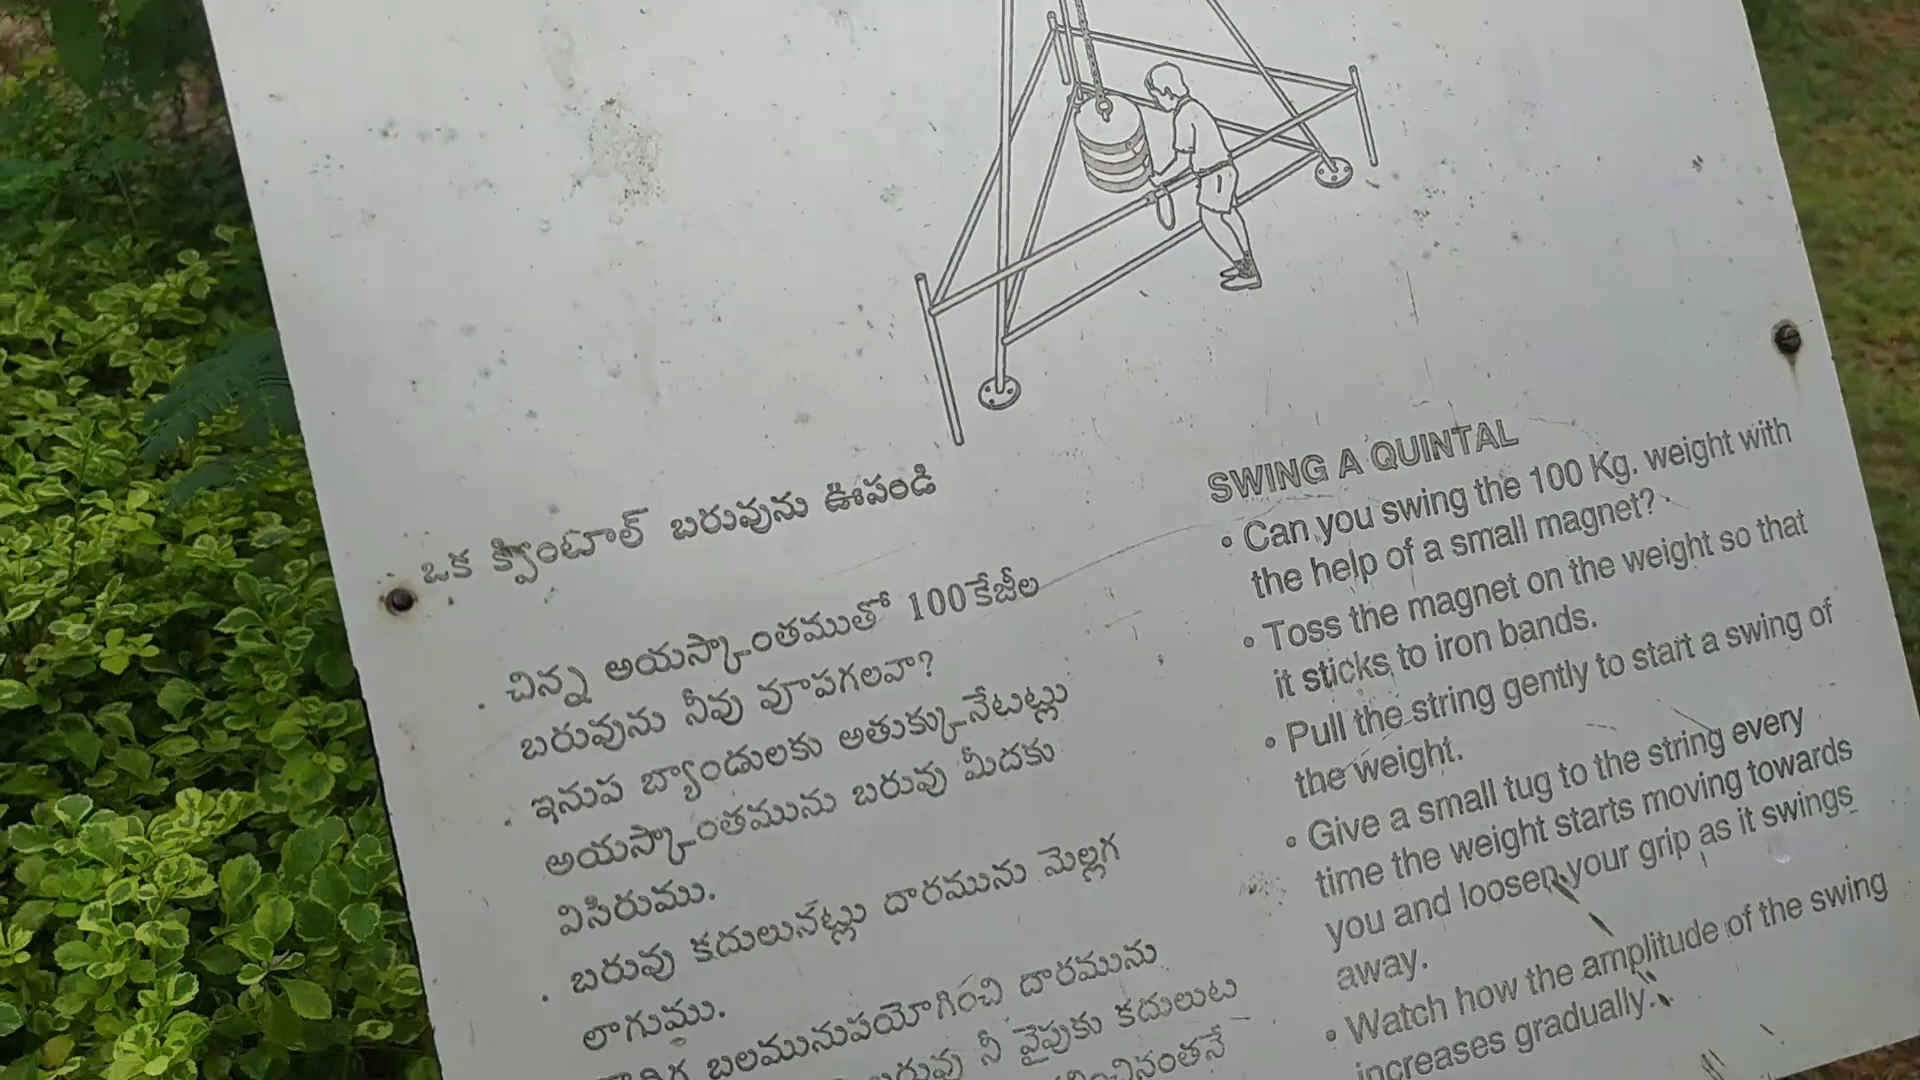 ఒక క్వింటాల్ బరువును ఊపండి
. చిన్న అయస్కాంతముతో 100కేజీల
బరువును నీవు వూపగలవా?
. ఇనుప బ్యాండులకు అతుక్కునేటట్లు
అయస్కాంతమును బరువు మీదకు
విసిరుము.
. బరువు కదులునట్లు దారమును మెల్లగ
లాగుము.
బలమునుపయోగించి దారమును
బరువు నీ వైపుకు కదులుట
SWING A QUINTAL
• Can you swing the 100 Kg. weight with
the help of a small magnet?
• Toss the magnet on the weight so that
it sticks to iron bands.
• Pull the string gently to start a swing of
the weight.
• Give a small tug to the string every
time the weight starts moving towards
you and loosen your grip as it swings
away.
• Watch how the amplitude of the swing
increases gradually.